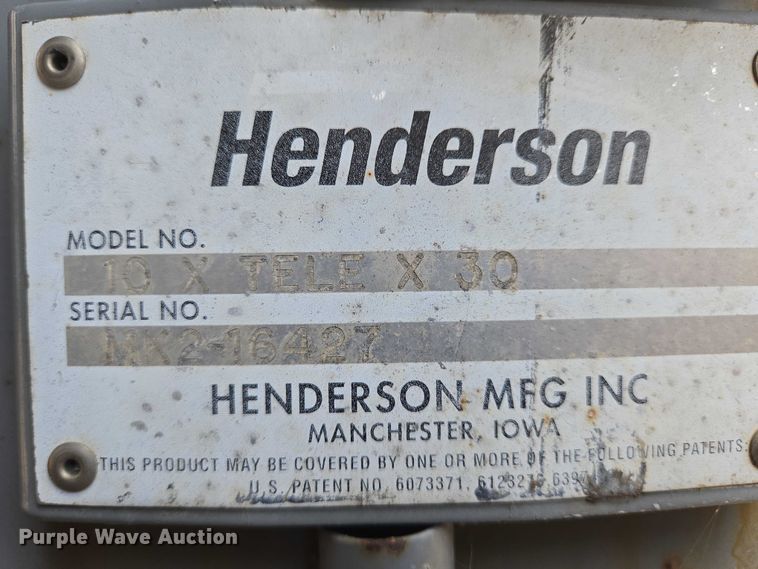 Henderson
MODEL NO.
10 X TELE X 30
SERIAL NO.
HENDERSON MFG INC
MANCHESTER, IOWA
THIS PRODUCT MAY BE COVERED BY ONE OR MORE OF THE FOLLOWING PATENTS:
U.S. PATENT NO. 6073371,
Purple Wave Auction